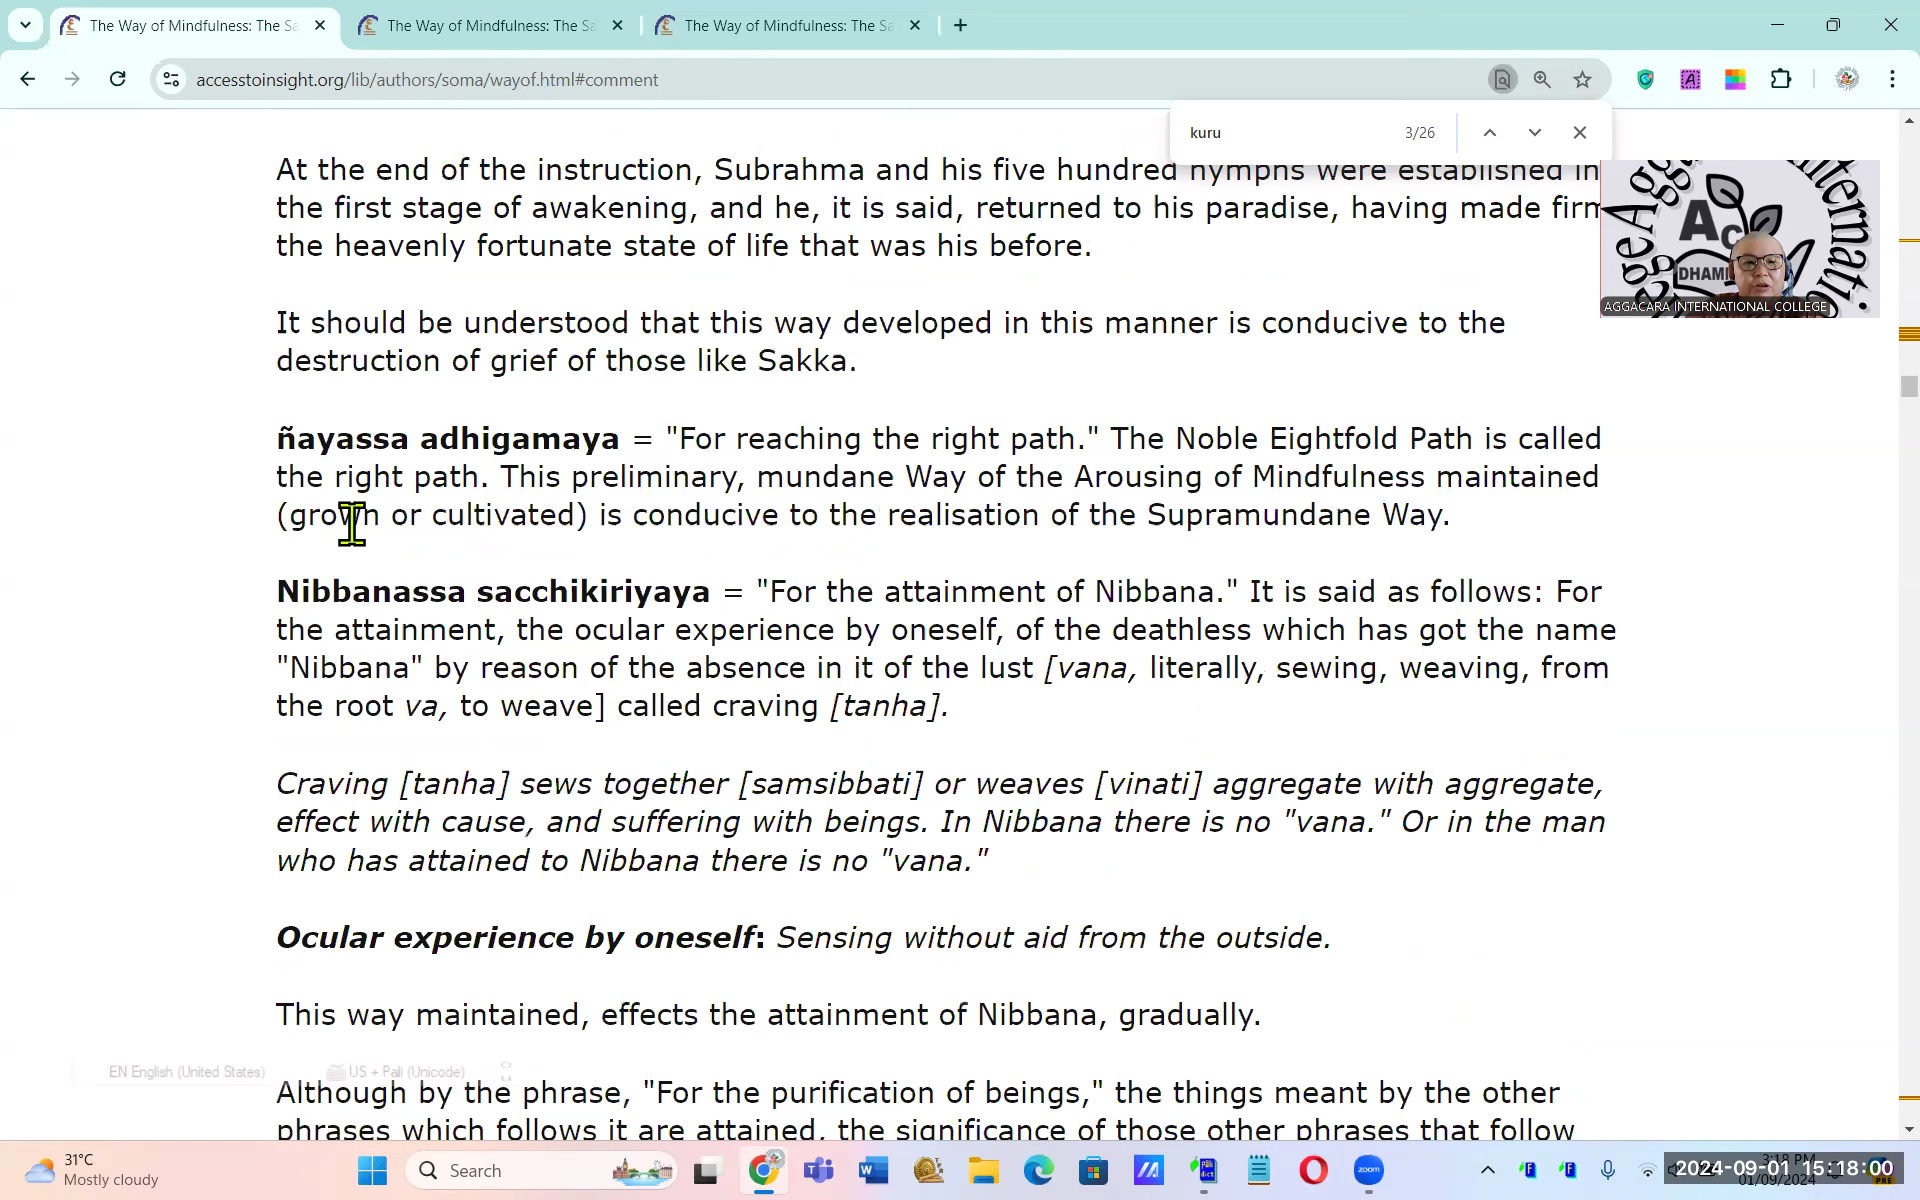 The Way of Mindfulness: The Sa
The Way of Mindfulness: The Sa
The Way of Mindfulness: The Sa
accesstoinsight.org/lib/authors/soma/wayof.html#comment
kuru 3/26
At the end of the instruction, Subrahma and his five hundred nymphs were established in
the first stage of awakening, and he, it is said, returned to his paradise, having made firm
the heavenly fortunate state of life that was his before.
DHAM
AGGACARA INTERNATIONAL COLLEGE
It should be understood that this way developed in this manner is conducive to the
destruction of grief of those like Sakka.
ñayassa adhigamaya = "For reaching the right path." The Noble Eightfold Path is called
the right path. This preliminary, mundane Way of the Arousing of Mindfulness maintained
(grown or cultivated) is conducive to the realisation of the Supramundane Way.
Nibbanassa sacchikiriyaya = "For the attainment of Nibbana." It is said as follows: For
the attainment, the ocular experience by oneself, of the deathless which has got the name
"Nibbana" by reason of the absence in it of the lust [vana, literally, sewing, weaving, from
the root va, to weave] called craving [tanha].
Craving [tanha] sews together [samsibbati] or weaves [vinati] aggregate with aggregate,
effect with cause, and suffering with beings. In Nibbana there is no "vana." Or in the man
who has attained to Nibbana there is no "vana."
Ocular experience by oneself: Sensing without aid from the outside.
This way maintained, effects the attainment of Nibbana, gradually.
EN English (United States) US + Pali (Unicode)
Although by the phrase, "For the purification of beings," the things meant by the other
phrases which follows it are attained, the significance of those other phrases that follow
31°C
Mostly cloudy
Search
zoom
2024-09-01 15:18:00